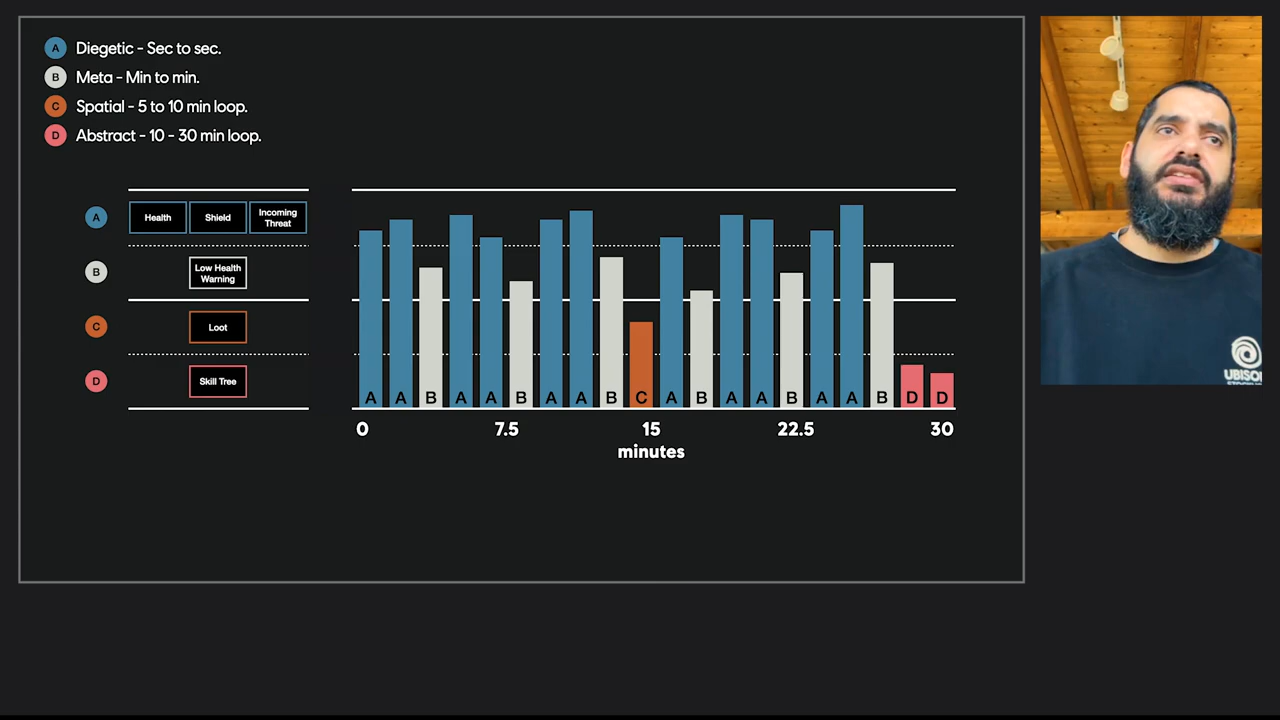 A Diegetic - Sec to sec.
B Meta - Min to min.
C Spatial - 5 to 10 min loop.
D Abstract - 10 - 30 min loop.
A Health Shield Incoming Threat
B Low Health Warning
C Loot
D Skill Tree
A A B A A B A A B C A B A A B A A B D D
0 7.5 15 22.5 30
minutes